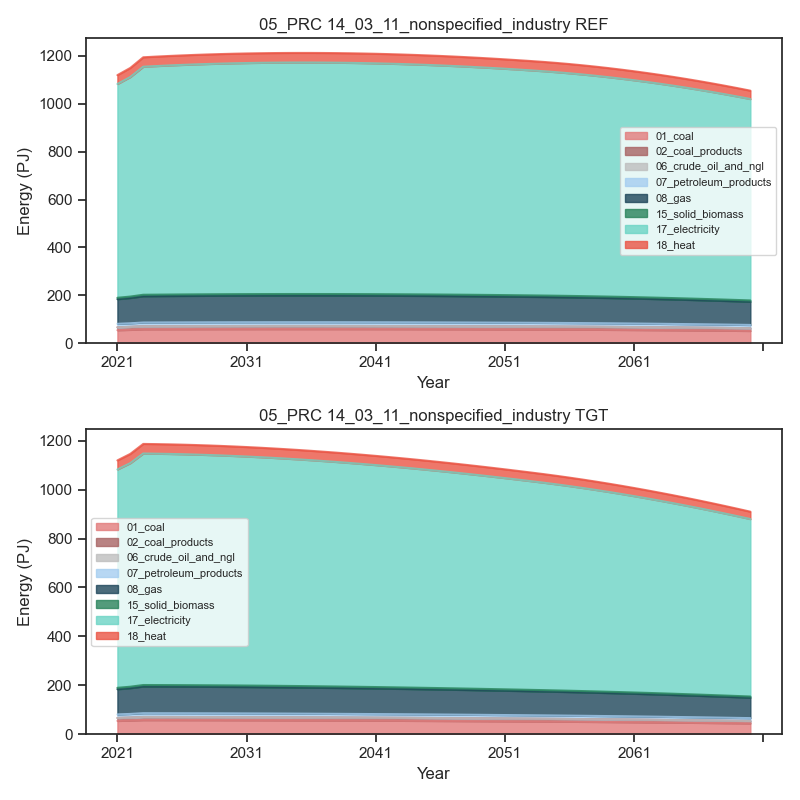 05_PRC 14_03_11_nonspecified_industry REF
1200
1000
800
600
400
200
0
Energy (PJ)
01_coal
02_coal_products
06_crude_oil_and_ngl
07_petroleum_products
08_gas
15_solid_biomass
17_electricity
18_heat
2021 2031 2041 2051 2061
Year
05_PRC 14_03_11_nonspecified_industry TGT
1200
1000
800
600
400
200
0
Energy (PJ)
01_coal
02_coal_products
06_crude_oil_and_ngl
07_petroleum_products
08_gas
15_solid_biomass
17_electricity
18_heat
2021 2031 2041 2051 2061
Year